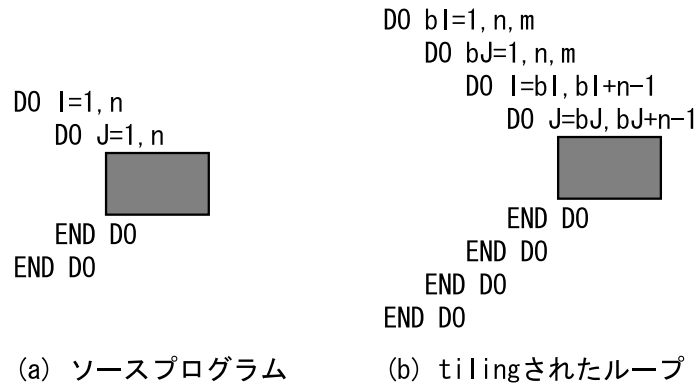 DO I=1,n
DO J=1,n
END DO
END DO
(a) ソースプログラム
DO bI=1,n,m
DO bJ=1,n,m
DO I=bI,bI+n-1
DO J=bJ,bJ+n-1
END DO
END DO
END DO
END DO
(b) tilingされたループ